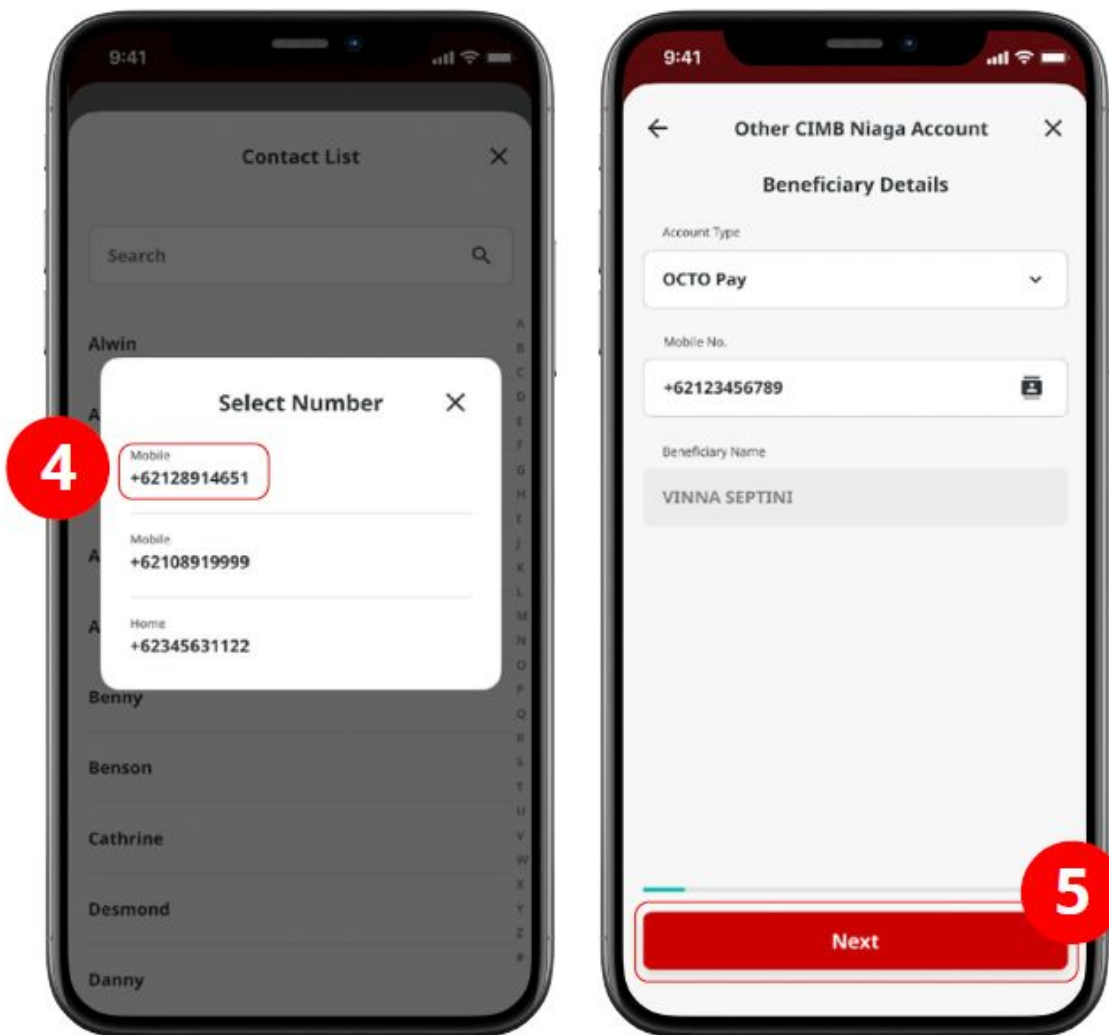 9:41
Contact List
Search
Alwin
A
Select Number
4
Mobile
+62128914651
Mobile
+62108919999
A
Home
+62345631122
A
Benny
Benson
Cathrine
Desmond
Danny
A
B
C
D
E
F
G
H
I
J
K
L
M
N
O
P
Q
R
S
T
U
V
W
X
Y
Z
#
9:41
Other CIMB Niaga Account
Beneficiary Details
Account Type
OCTO Pay
Mobile No.
+62123456789
Beneficiary Name
VINNA SEPTINI
5
Next